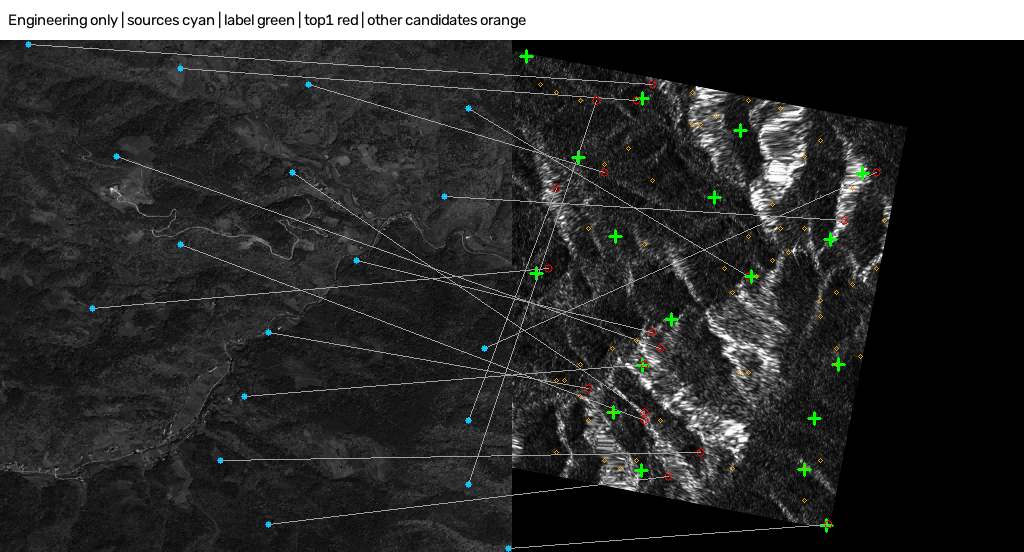 Engineering only | sources cyan | label green | top1 red | other candidates orange